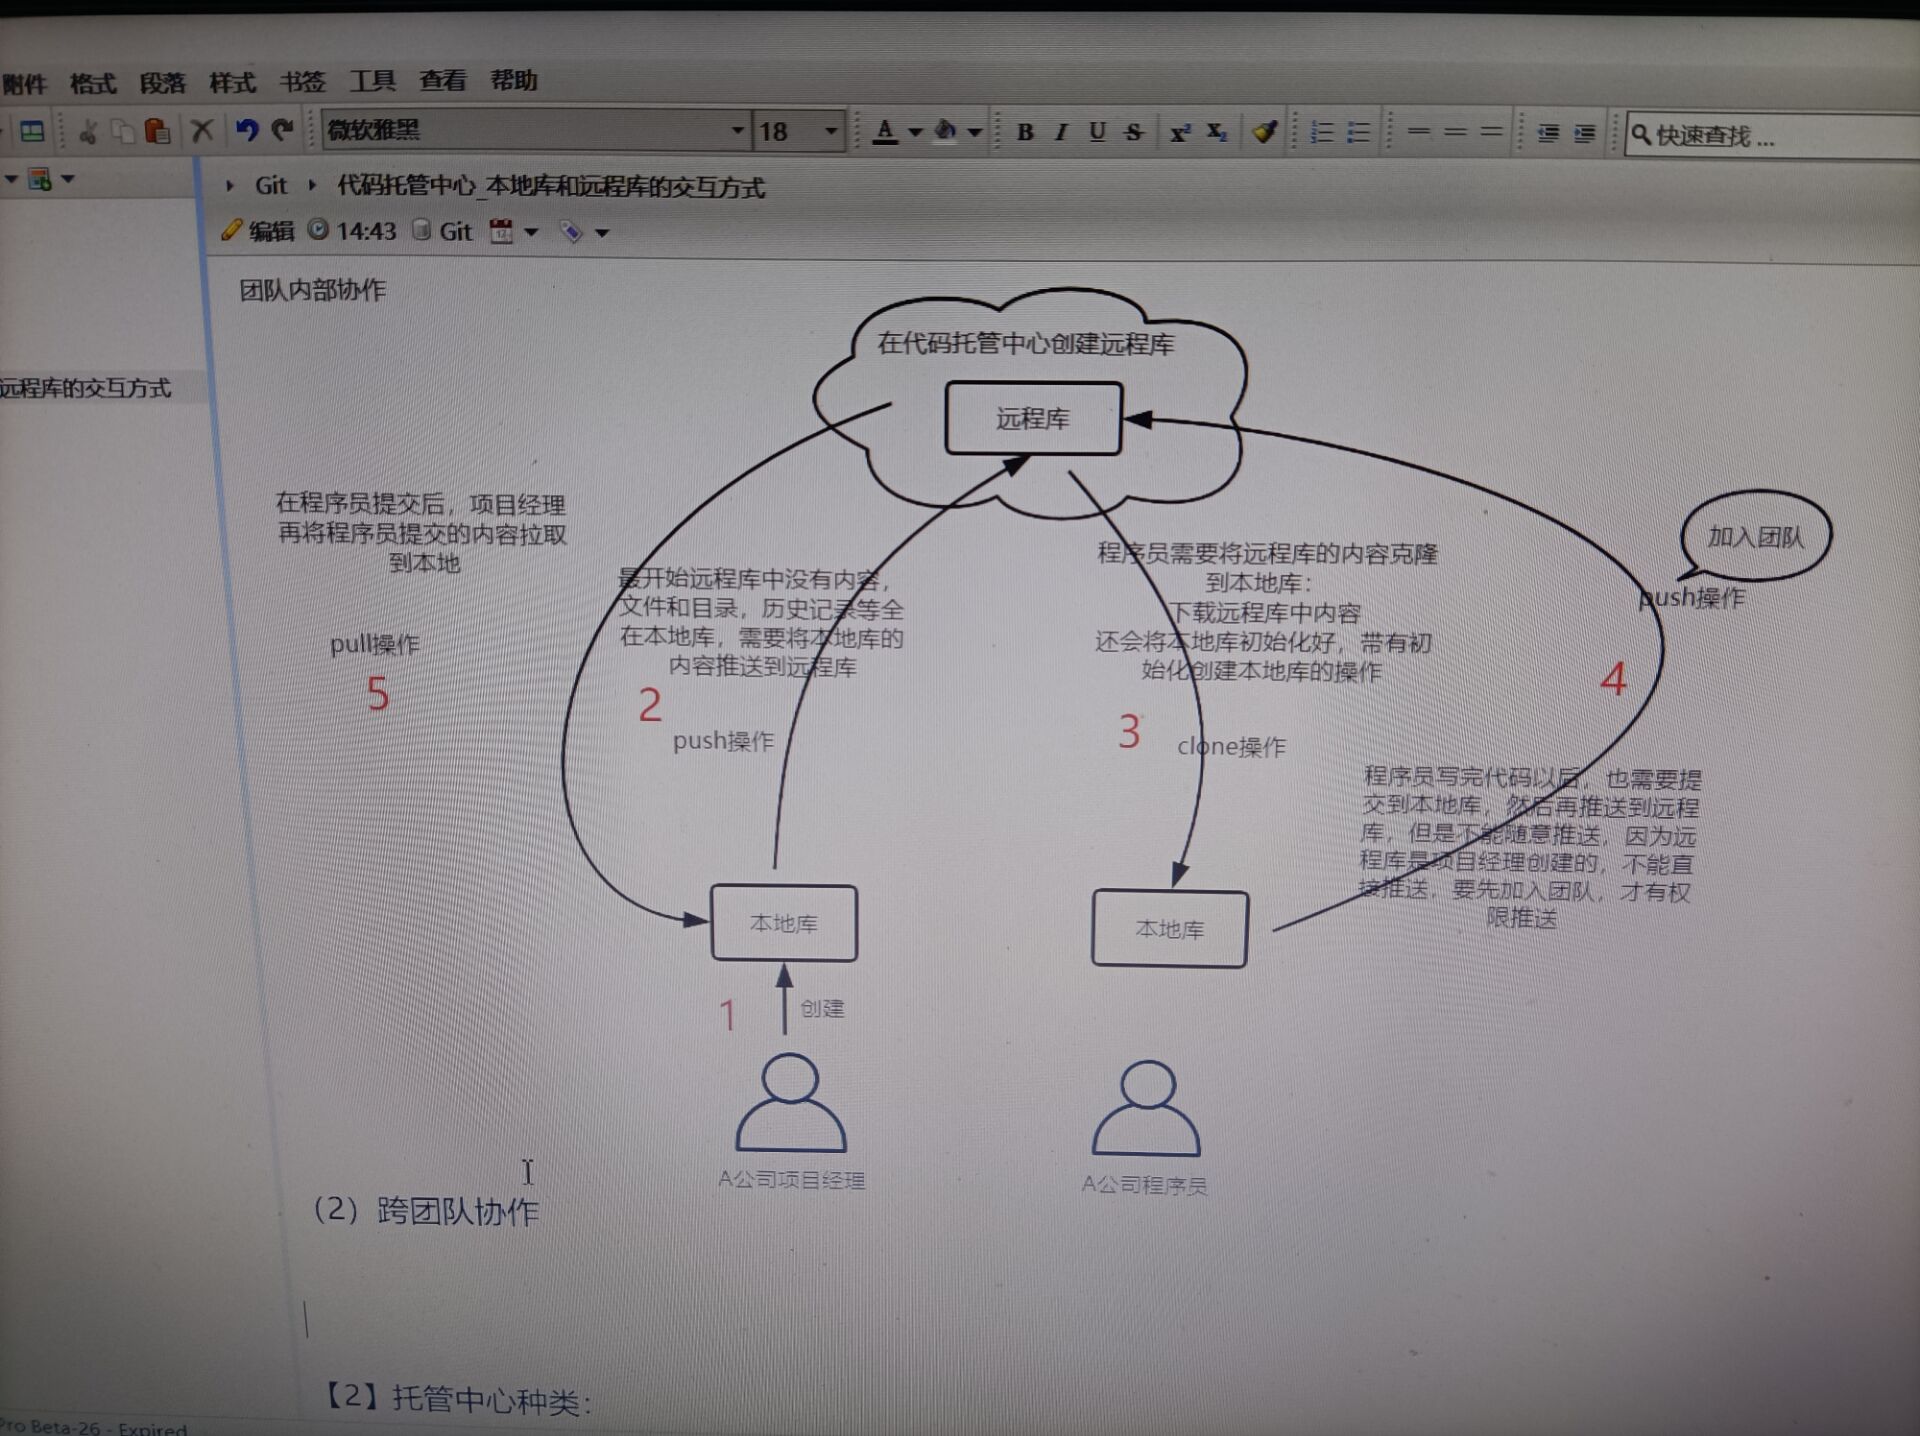 附件 格式 段落 样式 书签 工具 查看 帮助
微软雅黑 18 A B I U S X² X₂ 快速查找 ...
Git 代码托管中心_本地库和远程库的交互方式
编辑 14:43 Git
远程库的交互方式
团队内部协作
在代码托管中心创建远程库
远程库
在程序员提交后，项目经理
再将程序员提交的内容拉取
到本地
pull操作
5
最开始远程库中没有内容，
文件和目录，历史记录等全
在本地库，需要将本地库的
内容推送到远程库
2
push操作
程序员需要将远程库的内容克隆
到本地库：
下载远程库中内容
还会将本地库初始化好，带有初
始化创建本地库的操作
3
clone操作
加入团队
push操作
4
程序员写完代码以后，也需要提
交到本地库，然后再推送到远程
库，但是不能随意推送，因为远
程库是项目经理创建的，不能直
接推送，要先加入团队，才有权
限推送
本地库
本地库
1
创建
A公司项目经理
A公司程序员
（2）跨团队协作
【2】托管中心种类：
Pro Beta-26 - Expired